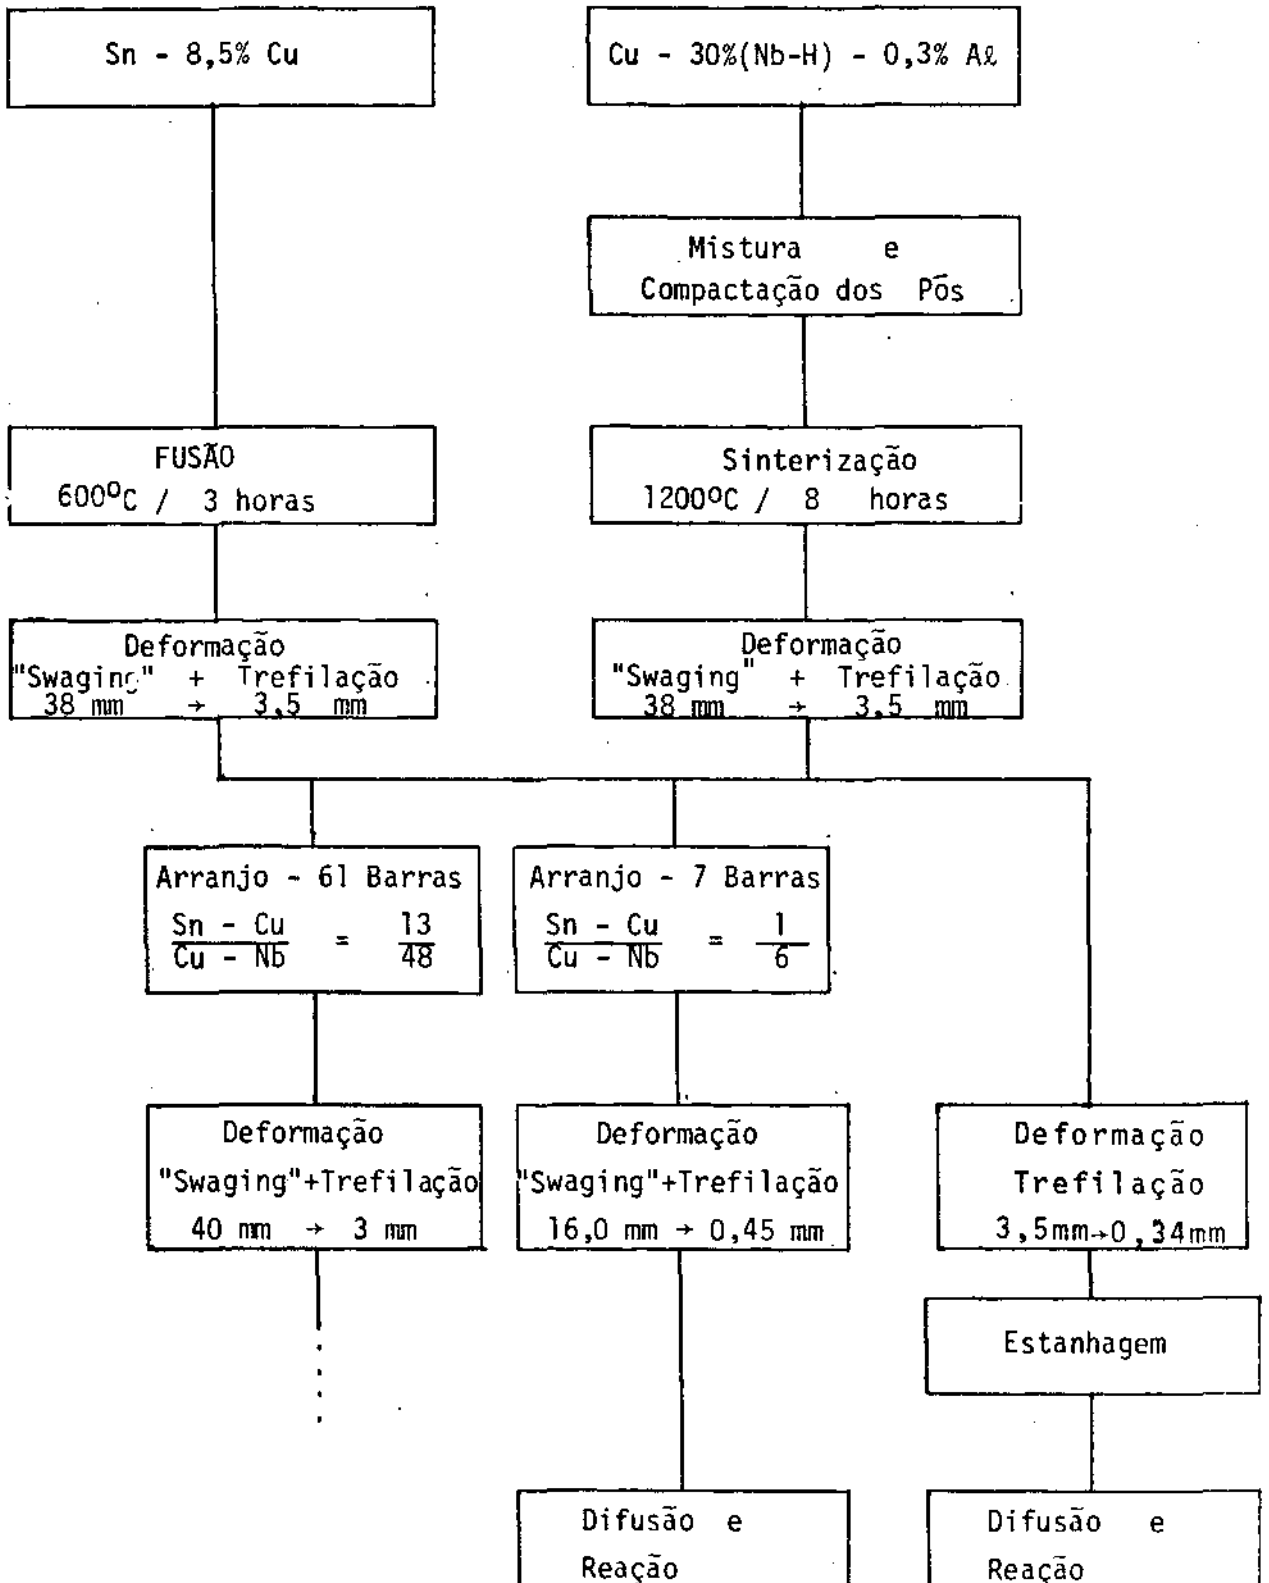 Sn - 8,5% Cu
Cu - 30%(Nb-H) - 0,3% Aℓ
Mistura e
Compactação dos Põs
FUSÃO
600ºC / 3 horas
Sinterização
1200ºC / 8 horas
Deformação
"Swaging" + Trefilação
38 mm → 3,5 mm
Deformação
"Swaging" + Trefilação
38 mm → 3,5 mm
Arranjo - 61 Barras
Sn - Cu = 13
Cu - Nb 48
Arranjo - 7 Barras
Sn - Cu = 1
Cu - Nb 6
Deformação
"Swaging"+Trefilação
40 mm → 3 mm
Deformação
"Swaging"+Trefilação
16,0 mm → 0,45 mm
Deformação
Trefilação
3,5mm→0,34mm
Estanhagem
Difusão e
Reação
Difusão e
Reação